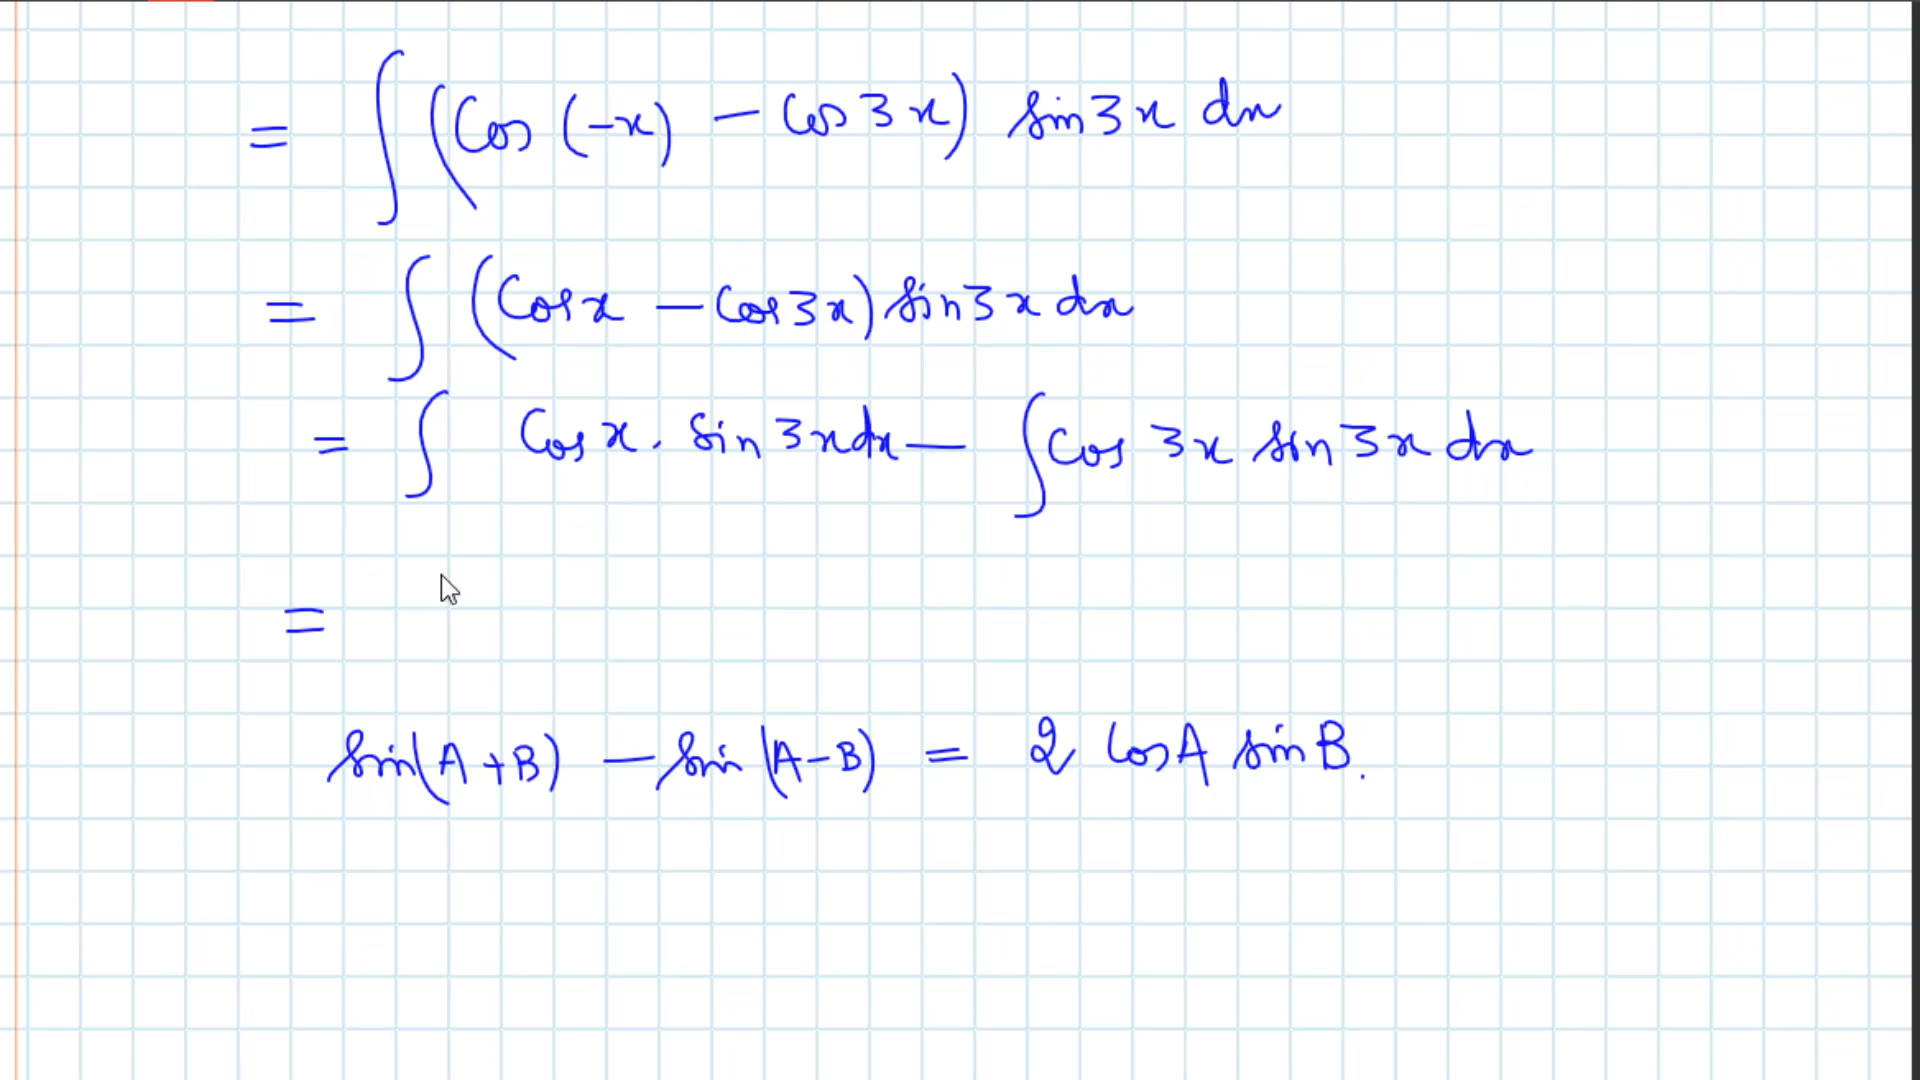 = ∫ (Cos (-x) - Cos 3x) sin 3x dx
= ∫ (Cos x - Cos 3x) sin 3x dx
= ∫ Cos x . Sin 3x dx - ∫ Cos 3x sin 3x dx
=
sin(A+B) - sin(A-B) = 2 Cos A sin B.